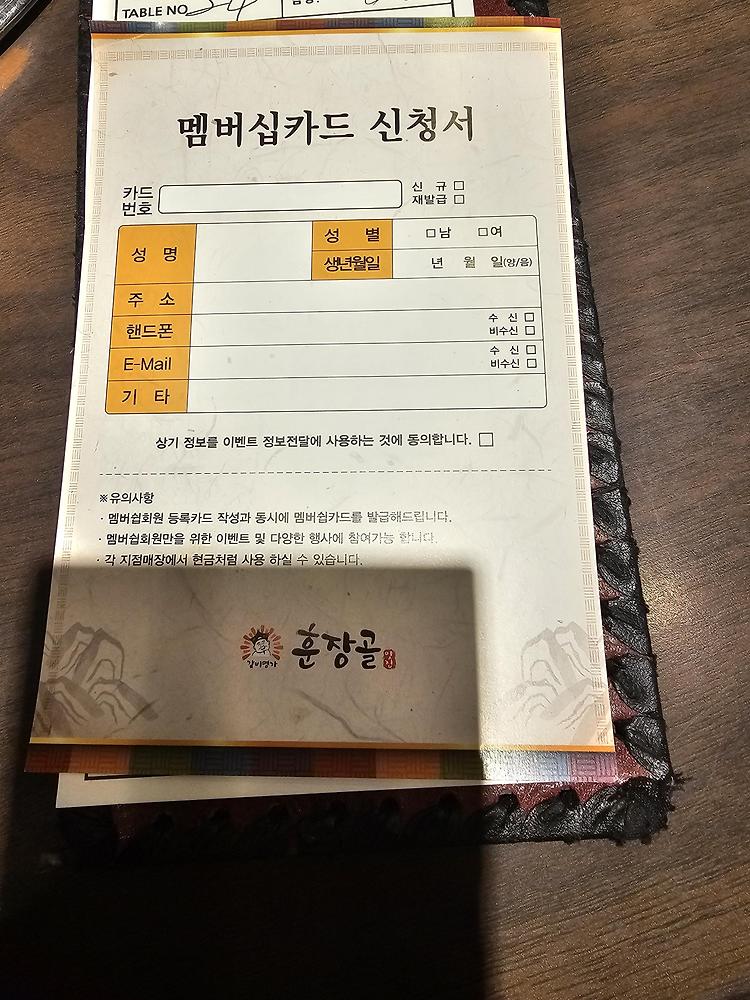 TABLE NO
멤버십카드 신청서
카드 번호
신 규 □
재발급 □
성 명
성 별 □남 □여
생년월일 년 월 일(양/음)
주 소
핸드폰 수 신 □
비수신 □
E-Mail 수 신 □
비수신 □
기 타
상기 정보를 이벤트 정보전달에 사용하는 것에 동의합니다. □
※유의사항
· 멤버쉽회원 등록카드 작성과 동시에 멤버쉽카드를 발급해드립니다.
· 멤버쉽회원만을 위한 이벤트 및 다양한 행사에 참여가능 합니다.
· 각 지점매장에서 현금처럼 사용 하실 수 있습니다.
갈비명가 훈장골